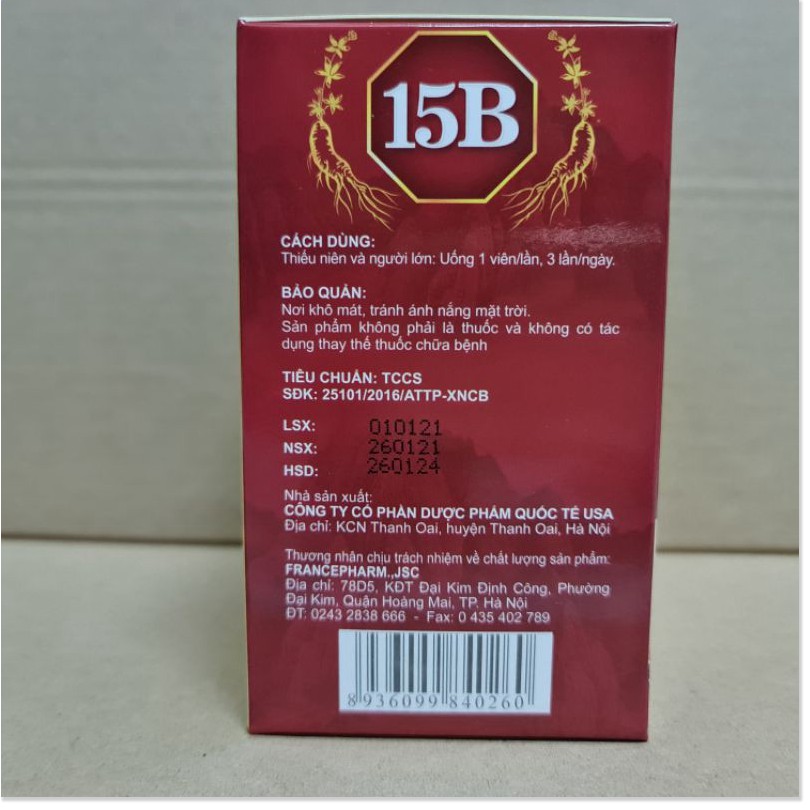 15B
CÁCH DÙNG:
Thiếu niên và người lớn: Uống 1 viên/lần, 3 lần/ngày.
BẢO QUẢN:
Nơi khô mát, tránh ánh nắng mặt trời.
Sản phẩm không phải là thuốc và không có tác
dụng thay thế thuốc chữa bệnh
TIÊU CHUẨN: TCCS
SĐK: 25101/2016/ATTP-XNCB
LSX: 010121
NSX: 260121
HSD: 260124
Nhà sản xuất:
CÔNG TY CỔ PHẦN DƯỢC PHẨM QUỐC TẾ USA
Địa chỉ: KCN Thanh Oai, huyện Thanh Oai, Hà Nội
Thương nhân chịu trách nhiệm về chất lượng sản phẩm:
FRANCEPHARM.,JSC
Địa chỉ: 78D5, KĐT Đại Kim Định Công, Phường
Đại Kim, Quận Hoàng Mai, TP. Hà Nội
ĐT: 0243 2838 666 - Fax: 0 435 402 789
8936099840260